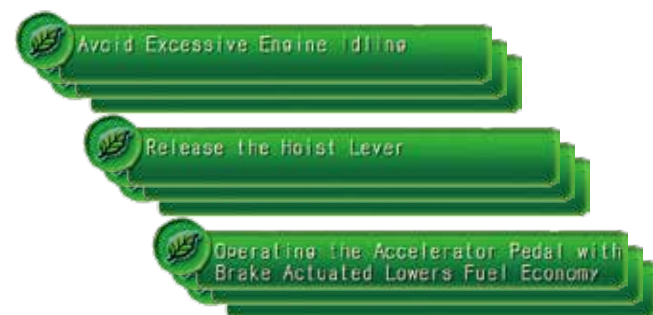 Avoid Excessive Engine Idling
Release the Hoist Lever
Operating the Accelerator Pedal with
Brake Actuated Lowers Fuel Economy